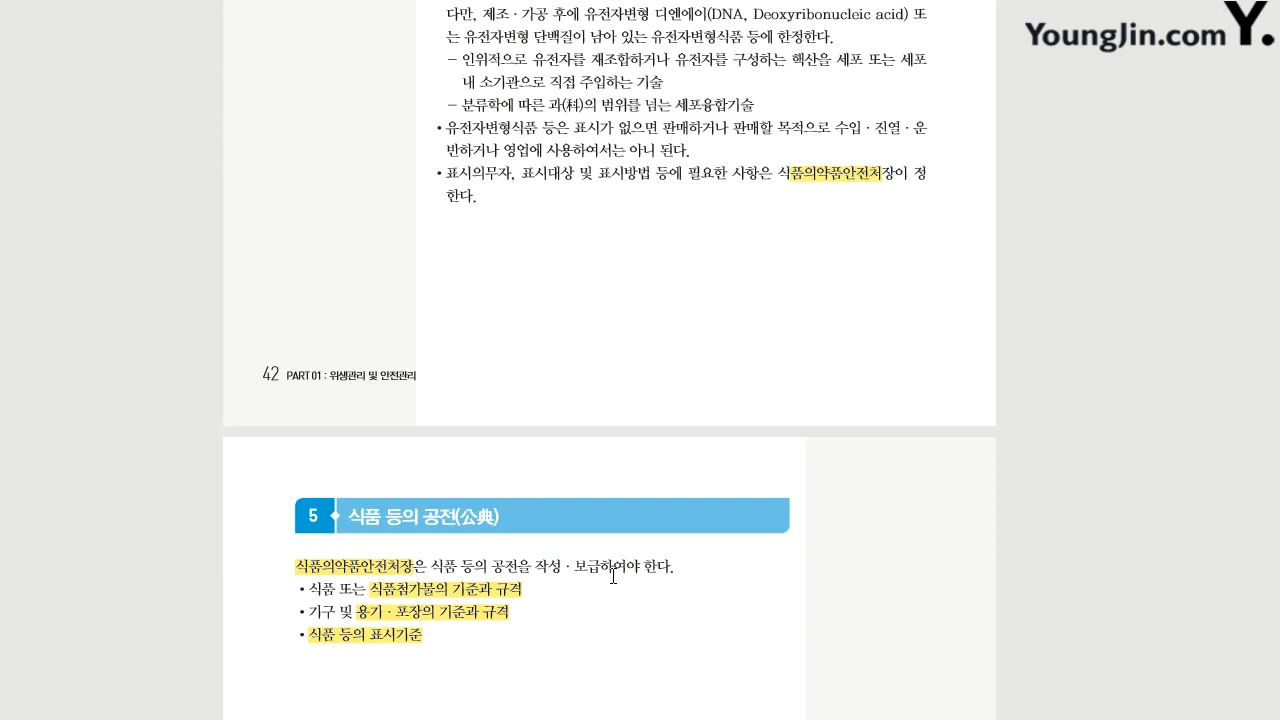 YoungJin.com Y.
다만, 제조 · 가공 후에 유전자변형 디엔에이(DNA, Deoxyribonucleic acid) 또
는 유전자변형 단백질이 남아 있는 유전자변형식품 등에 한정한다.
- 인위적으로 유전자를 재조합하거나 유전자를 구성하는 핵산을 세포 또는 세포
내 소기관으로 직접 주입하는 기술
- 분류학에 따른 과(科)의 범위를 넘는 세포융합기술
• 유전자변형식품 등은 표시가 없으면 판매하거나 판매할 목적으로 수입 · 진열 · 운
반하거나 영업에 사용하여서는 아니 된다.
• 표시의무자, 표시대상 및 표시방법 등에 필요한 사항은 식품의약품안전처장이 정
한다.
42 PART 01 : 위생관리 및 안전관리
5 식품 등의 공전(公典)
식품의약품안전처장은 식품 등의 공전을 작성 · 보급하여야 한다.
• 식품 또는 식품첨가물의 기준과 규격
• 기구 및 용기 · 포장의 기준과 규격
• 식품 등의 표시기준